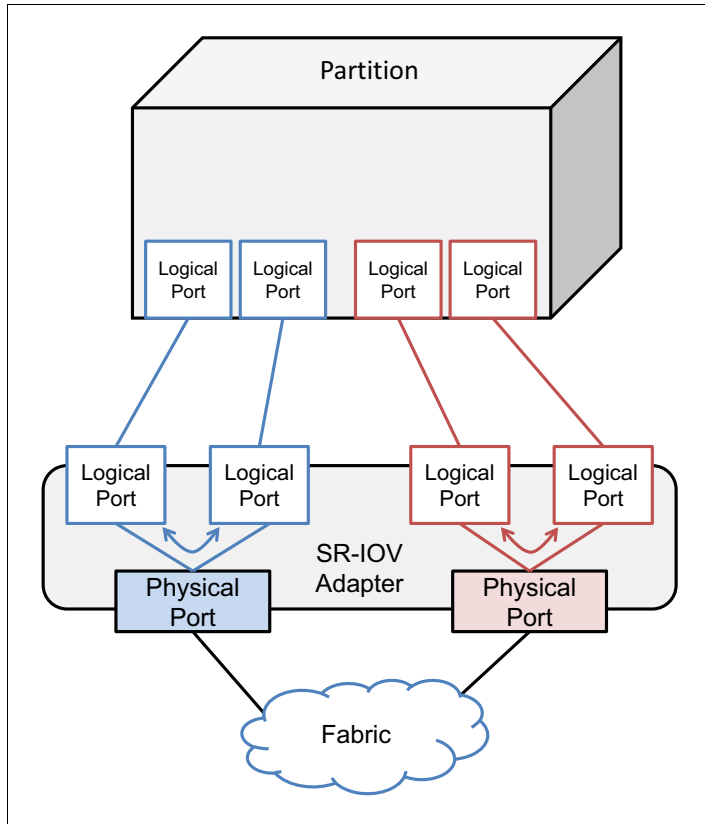 Partition
Logical
Port
Logical
Port
Logical
Port
Logical
Port
Logical
Port
Logical
Port
Logical
Port
Logical
Port
SR-IOV
Adapter
Physical
Port
Physical
Port
Fabric